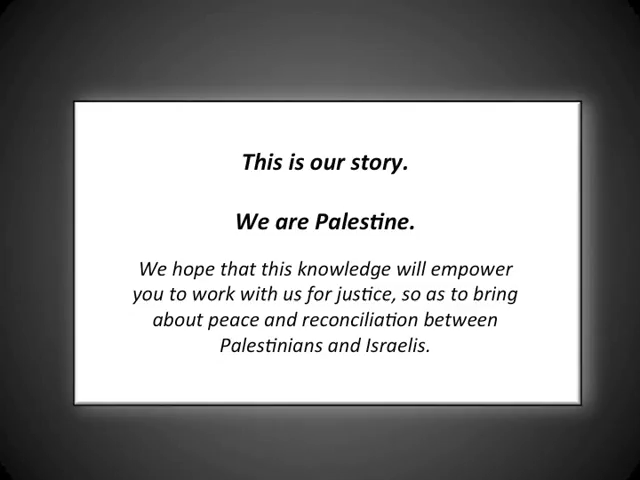 This is our story.
We are Palestine.
We hope that this knowledge will empower
you to work with us for justice, so as to bring
about peace and reconciliation between
Palestinians and Israelis.